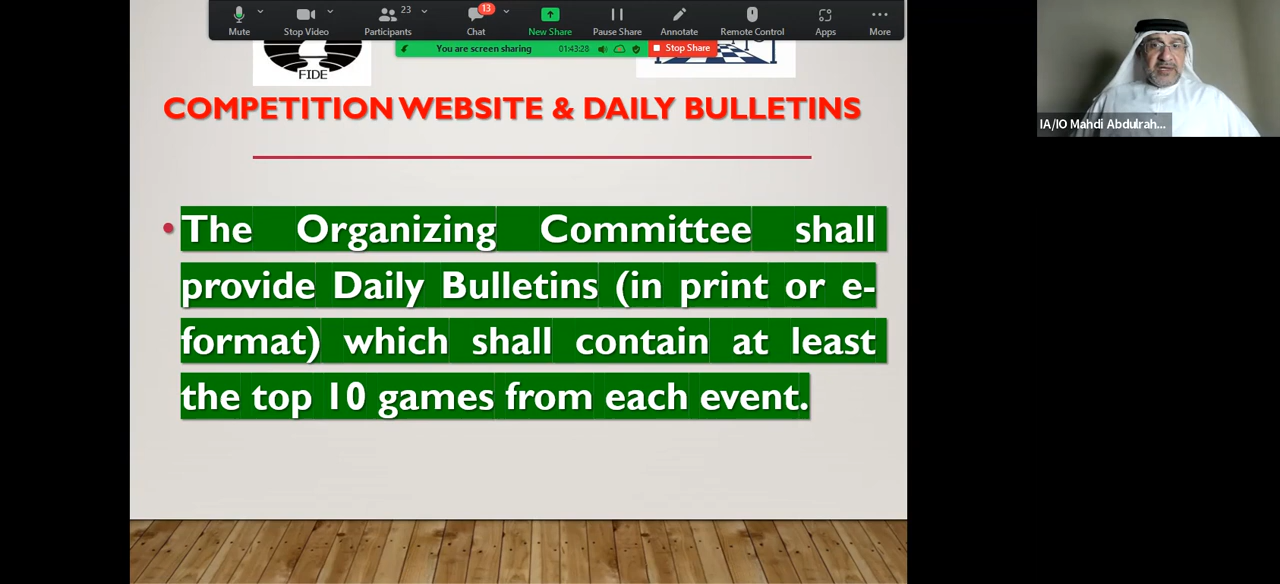 23
13
Mute
Stop Video
Participants
Chat
New Share
Pause Share
Annotate
Remote Control
Apps
More
You are screen sharing
01:43:28
Stop Share
FIDE
IA/IO Mahdi Abdulrah...
COMPETITION WEBSITE & DAILY BULLETINS
• The Organizing Committee shall
provide Daily Bulletins (in print or e-
format) which shall contain at least
the top 10 games from each event.